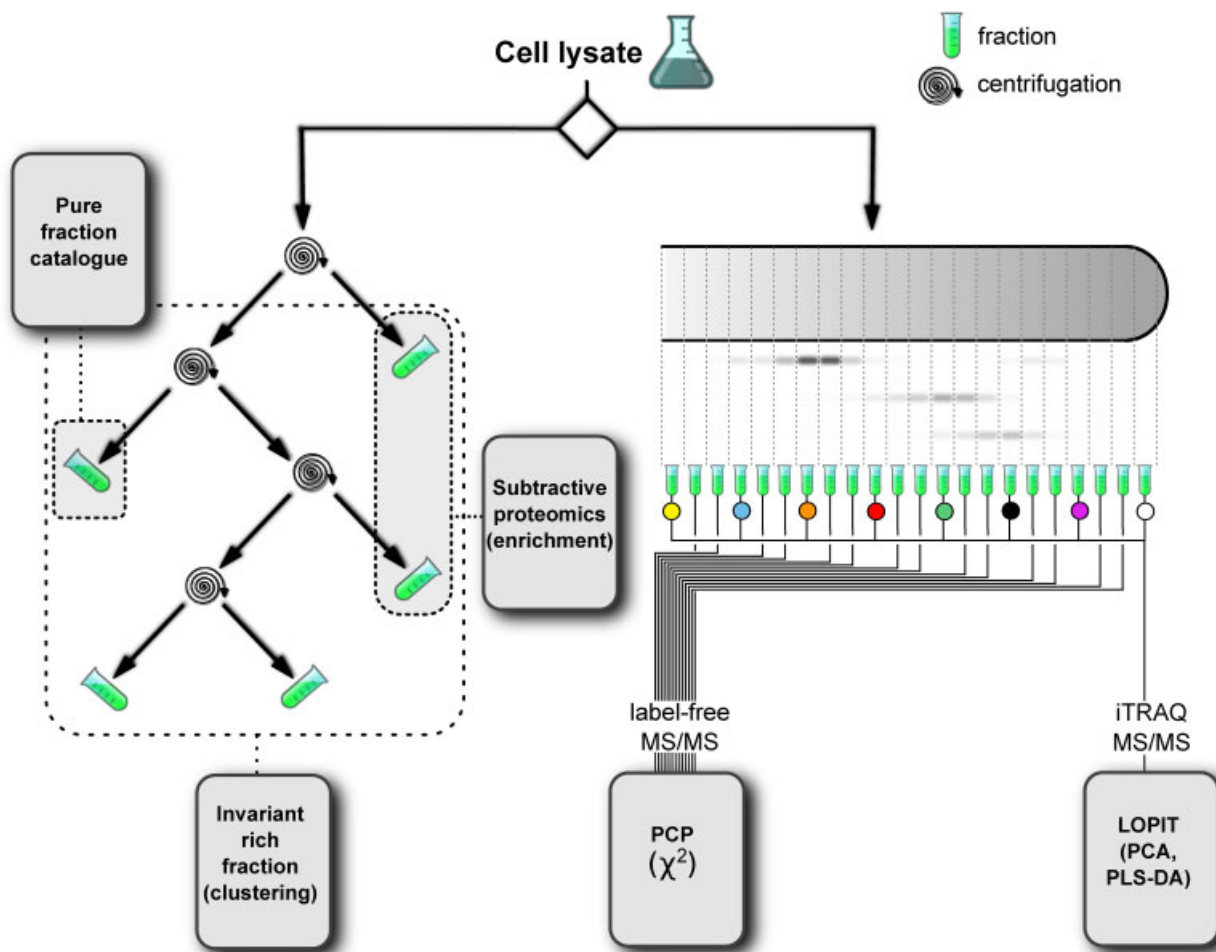 Cell lysate
fraction
centrifugation
Pure
fraction
catalogue
Subtractive
proteomics
(enrichment)
label-free
MS/MS
iTRAQ
MS/MS
Invariant
rich
fraction
(clustering)
PCP
(χ²)
LOPIT
(PCA,
PLS-DA)